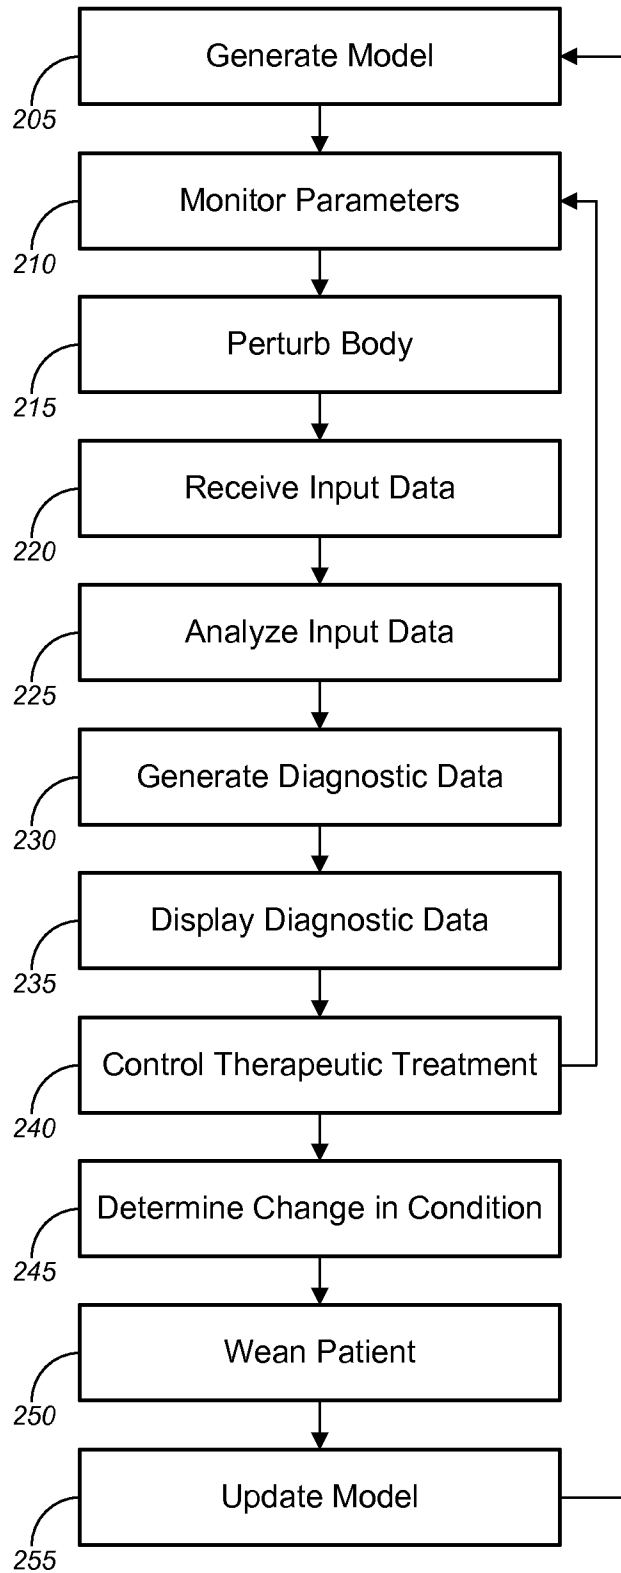 Generate Model
205
Monitor Parameters
210
Perturb Body
215
Receive Input Data
220
Analyze Input Data
225
Generate Diagnostic Data
230
Display Diagnostic Data
235
Control Therapeutic Treatment
240
Determine Change in Condition
245
Wean Patient
250
Update Model
255